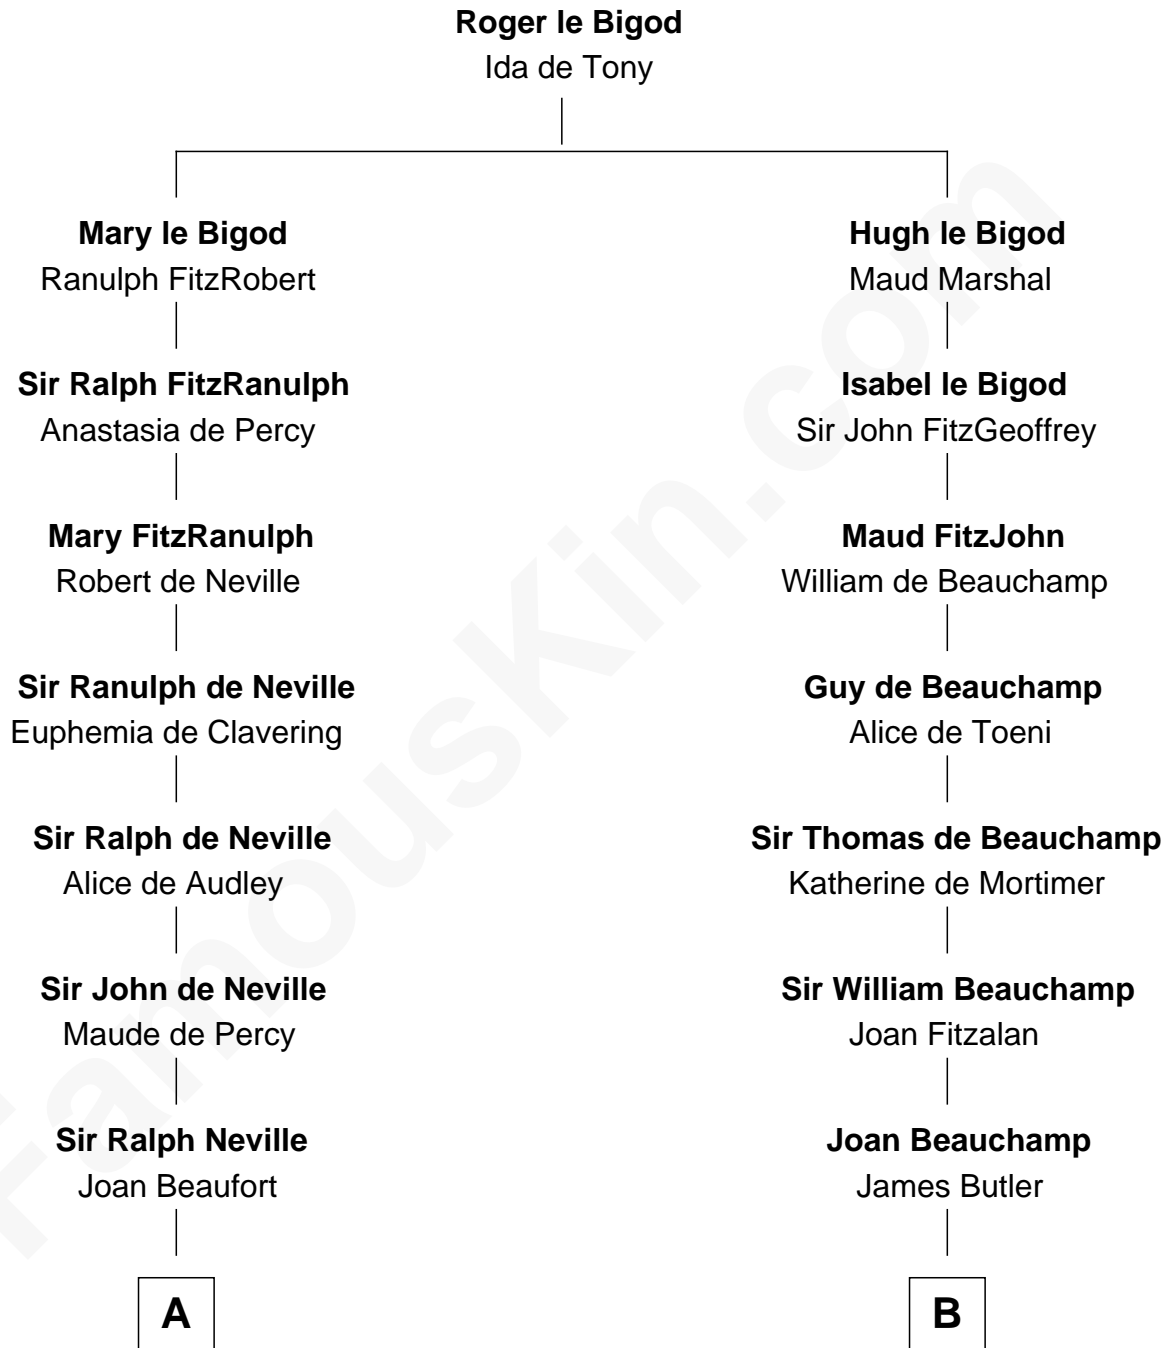 Roger le Bigod
Ida de Tony
Mary le Bigod
Ranulph FitzRobert
Hugh le Bigod
Maud Marshal
Sir Ralph FitzRanulph
Anastasia de Percy
Isabel le Bigod
Sir John FitzGeoffrey
Mary FitzRanulph
Robert de Neville
Maud FitzJohn
William de Beauchamp
Sir Ranulph de Neville
Euphemia de Clavering
Guy de Beauchamp
Alice de Toeni
Sir Ralph de Neville
Alice de Audley
Sir Thomas de Beauchamp
Katherine de Mortimer
Sir John de Neville
Maude de Percy
Sir William Beauchamp
Joan Fitzalan
Sir Ralph Neville
Joan Beaufort
Joan Beauchamp
James Butler
A
B
FamousKin.com